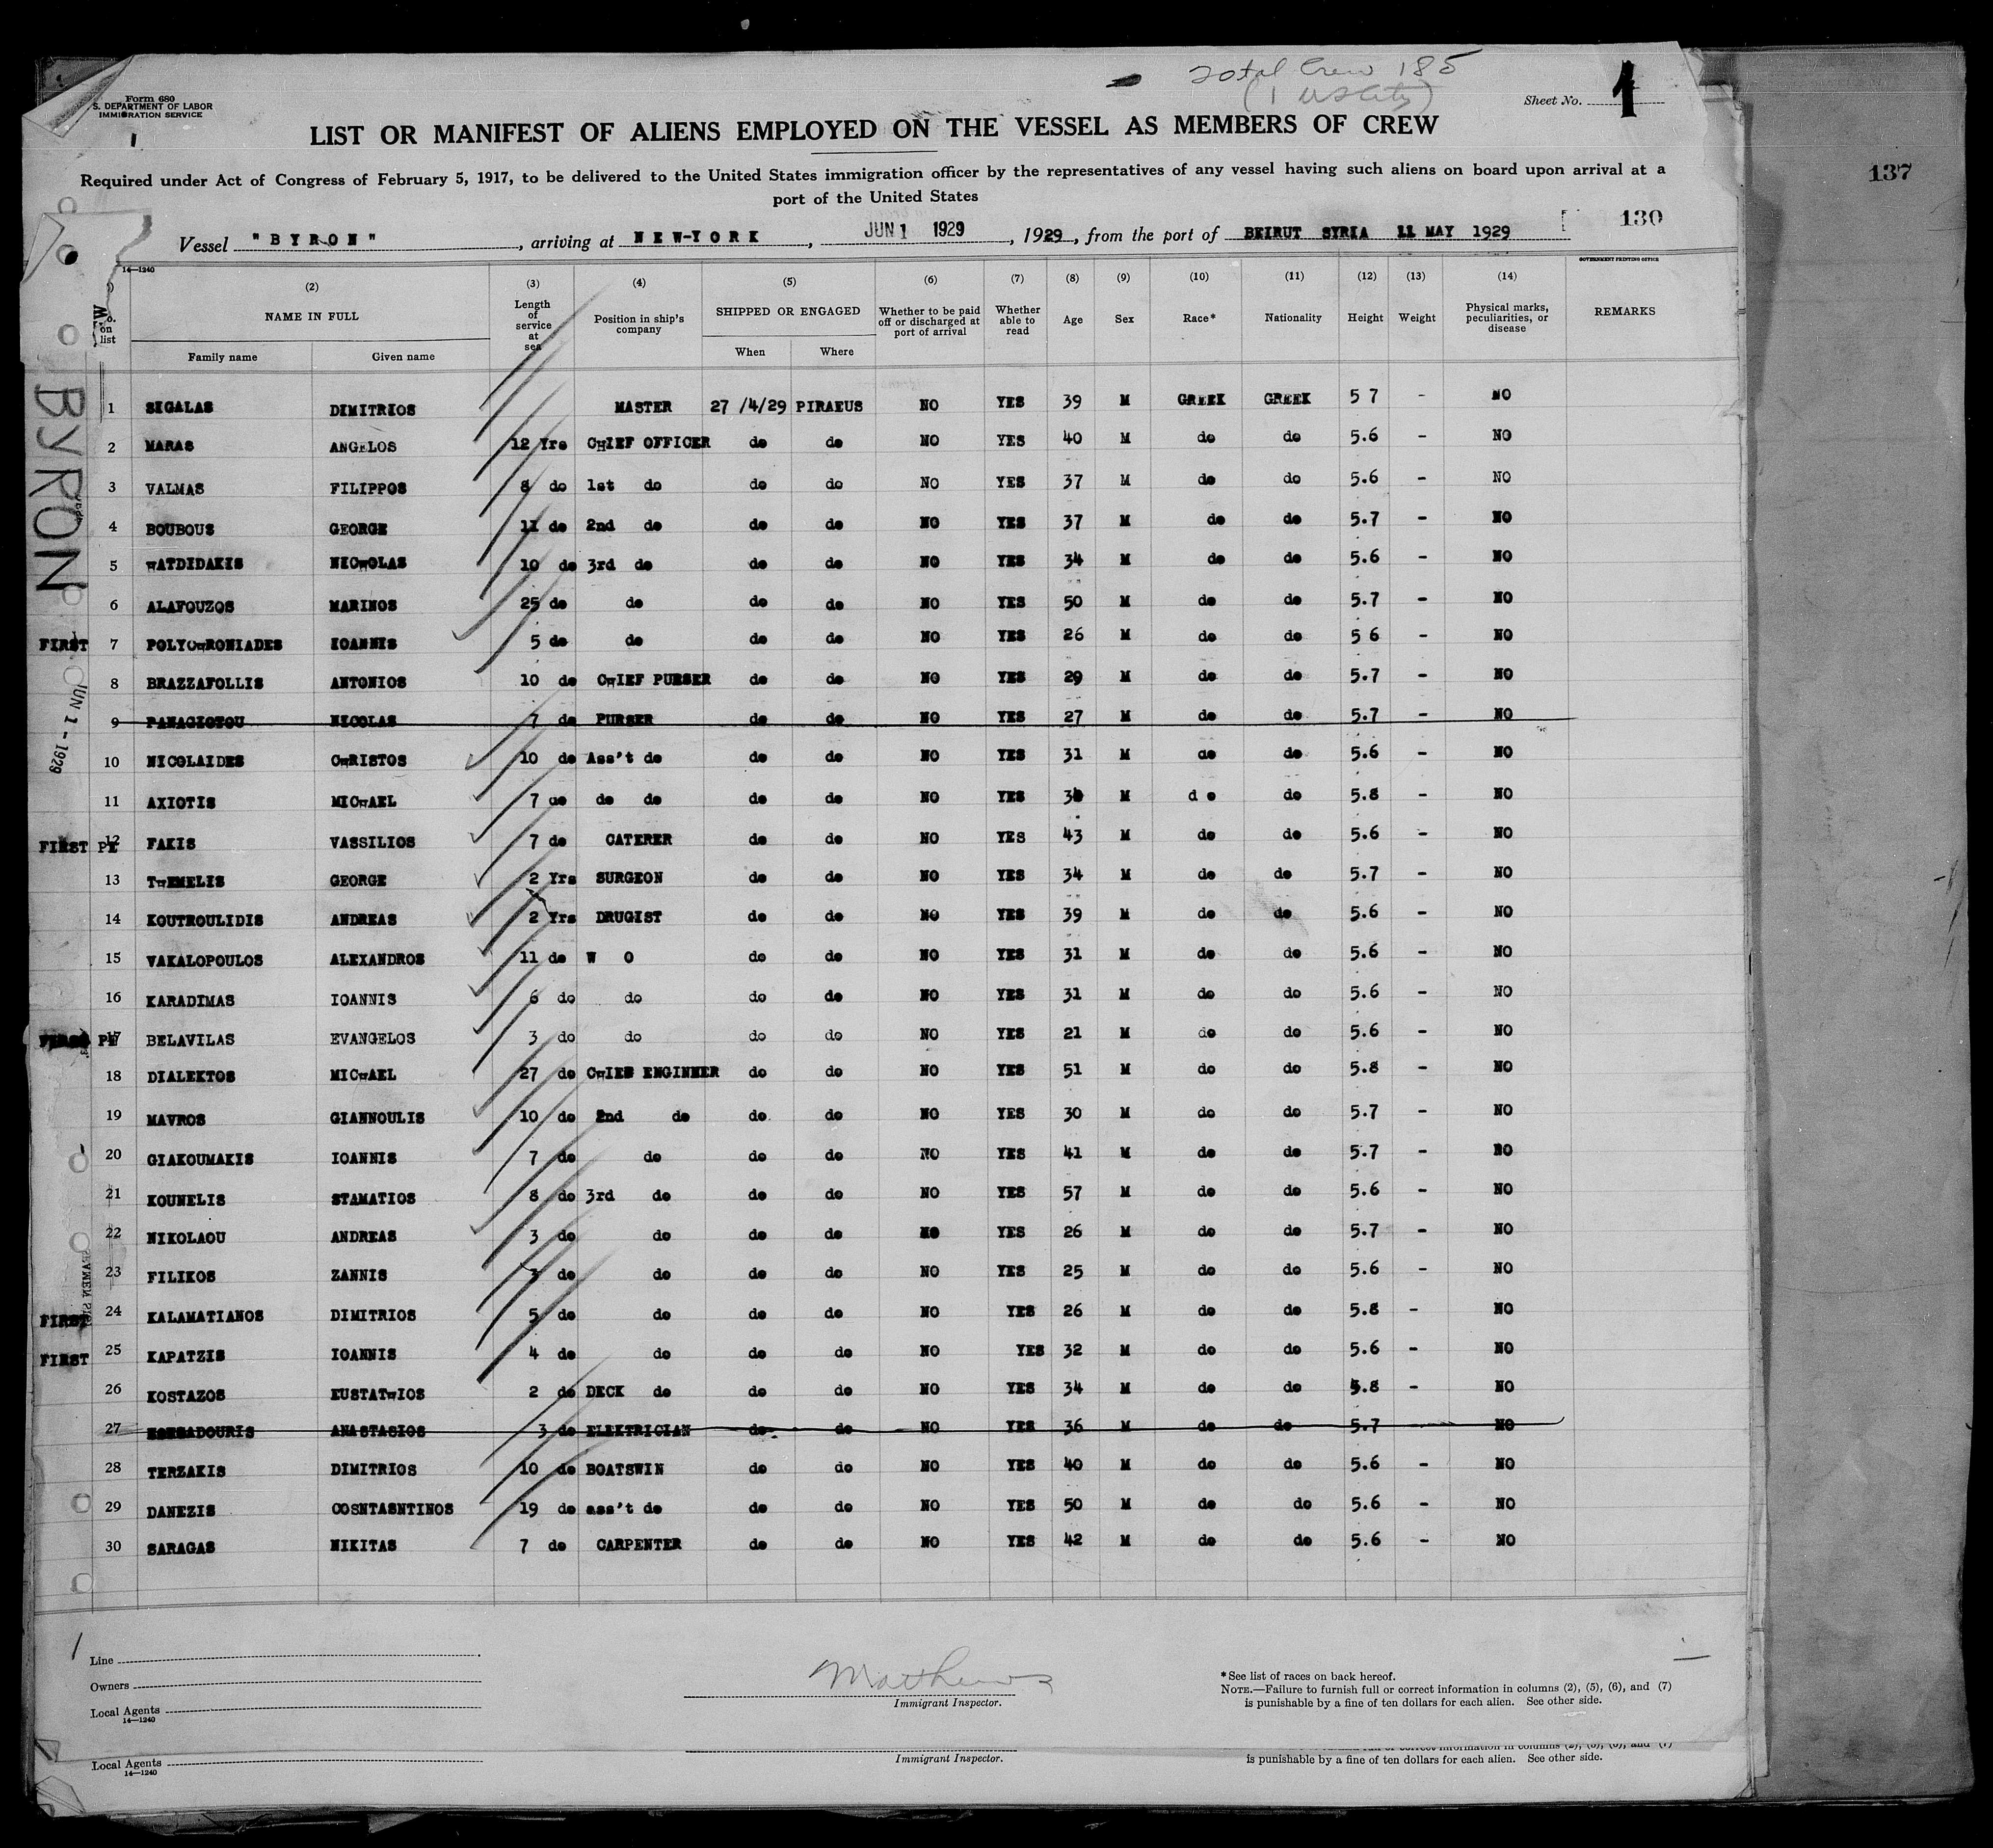 Total Crew 185
(1 US City)
Form 680
S. DEPARTMENT OF LABOR
IMMIGRATION SERVICE
Sheet No. 1
LIST OR MANIFEST OF ALIENS EMPLOYED ON THE VESSEL AS MEMBERS OF CREW
Required under Act of Congress of February 5, 1917, to be delivered to the United States immigration officer by the representatives of any vessel having such aliens on board upon arrival at a
port of the United States
137
130
Vessel "BYRON", arriving at NEW-YORK, JUN 1 1929, 1929, from the port of BEIRUT SYRIA 11 MAY 1929
14—1240
GOVERNMENT PRINTING OFFICE
(2) (3) (4) (5) (6) (7) (8) (9) (10) (11) (12) (13) (14)
No. on list NAME IN FULL Length of service at sea Position in ship's company SHIPPED OR ENGAGED Whether to be paid off or discharged at port of arrival Whether able to read Age Sex Race* Nationality Height Weight Physical marks, peculiarities, or disease REMARKS
Family name Given name When Where
1 SIGALAS DIMITRIOS MASTER 27 /4/29 PIRAEUS NO YES 39 M GREEK GREEK 5 7 - NO
2 MARAS ANGELOS 12 Yrs CHIEF OFFICER do do NO YES 40 M do do 5.6 - NO
3 VALMAS FILIPPOS 8 do 1st do do do NO YES 37 M do do 5.6 - NO
4 BOUBOUS GEORGE 11 do 2nd do do do NO YES 37 M do do 5.7 - NO
5 HATDIDAKIS NICHOLAS 10 do 3rd do do do NO YES 34 M do do 5.6 - NO
6 ALAFOUZOS MARINOS 25 do do do do NO YES 50 M do do 5.7 - NO
FIRST 7 POLYCHRONIADES IOANNIS 5 do do do do NO YES 26 M do do 5 6 - NO
8 BRAZZAFOLLIS ANTONIOS 10 do CHIEF PURSER do do NO YES 29 M do do 5.7 - NO
9 PANAGIOTOU NICOLAS 7 do PURSER do do NO YES 27 M do do 5.7 - NO
10 NICOLAIDES CHRISTOS 10 do Ass't do do do NO YES 31 M do do 5.6 - NO
11 AXIOTIS MICHAEL 7 do do do do do NO YES M d o do 5.8 - NO
FIRST 12 FAKIS VASSILIOS 7 do CATERER do do NO YES 43 M do do 5.6 - NO
13 THEMELIS GEORGE 2 Yrs SURGEON do do NO YES 34 M do do 5.7 - NO
14 KOUTROULIDIS ANDREAS 2 Yrs DRUGIST do do NO YES 39 M do do 5.6 - NO
15 VAKALOPOULOS ALEXANDROS 11 do W O do do NO YES 31 M do do 5.6 - NO
16 KARADIMAS IOANNIS 6 do do do do NO YES 31 M do do 5.6 - NO
17 BELAVILAS EVANGELOS 3 do do do do NO YES 21 M do do 5.6 - NO
18 DIALEKTOS MICHAEL 27 do CHIEF ENGINEER do do NO YES 51 M do do 5.8 - NO
19 MAVROS GIANNOULIS 10 do 2nd do do do NO YES 30 M do do 5.7 - NO
20 GIAKOUMAKIS IOANNIS 7 do do do do NO YES 41 M do do 5.7 - NO
21 KOUNELIS STAMATIOS 8 do 3rd do do do NO YES 57 M do do 5.6 - NO
22 NIKOLAOU ANDREAS 3 do do do do NO YES 26 M do do 5.7 - NO
23 FILIKOS ZANNIS 3 do do do do NO YES 25 M do do 5.6 - NO
FIRST 24 KALAMATIANOS DIMITRIOS 5 do do do do NO YES 26 M do do 5.8 - NO
FIRST 25 KAPATZIS IOANNIS 4 do do do do NO YES 32 M do do 5.6 - NO
26 KOSTAZOS EUSTATHIOS 2 do DECK do do do NO YES 34 M do do 5.8 - NO
27 ANASTASIOS 3 do ELEKTRICIAN do do NO YES 36 M do do 5.7 NO
28 TERZAKIS DIMITRIOS 10 do BOATSWIN do do NO YES 40 M do do 5.6 - NO
29 DANEZIS COSNTASNTINOS 19 do ass't do do do NO YES 50 M do do 5.6 - NO
30 SARAGAS NIKITAS 7 do CARPENTER do do NO YES 42 M do do 5.6 - NO
BYRON
JUN 1 - 1929
Line
Owners
Local Agents
14—1240
Matthews
Immigrant Inspector.
*See list of races on back hereof.
NOTE.—Failure to furnish full or correct information in columns (2), (5), (6), and (7)
is punishable by a fine of ten dollars for each alien. See other side.
Local Agents
14—1240
Immigrant Inspector.
is punishable by a fine of ten dollars for each alien. See other side.